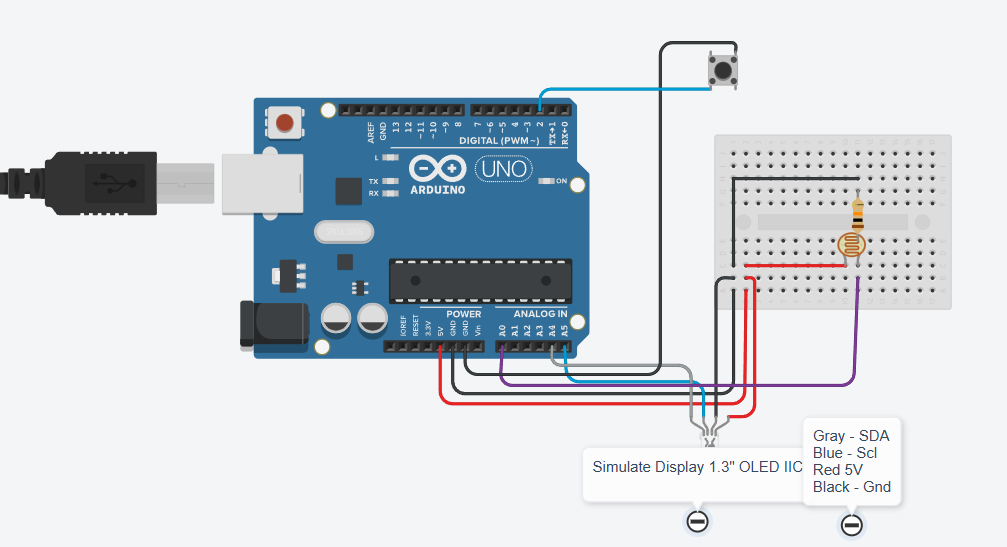 AREF
GND
13
12
~11
~10
~9
8
7
~6
~5
4
~3
2
TX→1
RX←0
DIGITAL (PWM~)
L
TX
RX
ARDUINO
UNO
ON
POWER
ANALOG IN
IOREF
RESET
3.3V
5V
GND
GND
Vin
A0
A1
A2
A3
A4
A5
Simulate Display 1.3" OLED IIC
Gray - SDA
Blue - Scl
Red 5V
Black - Gnd